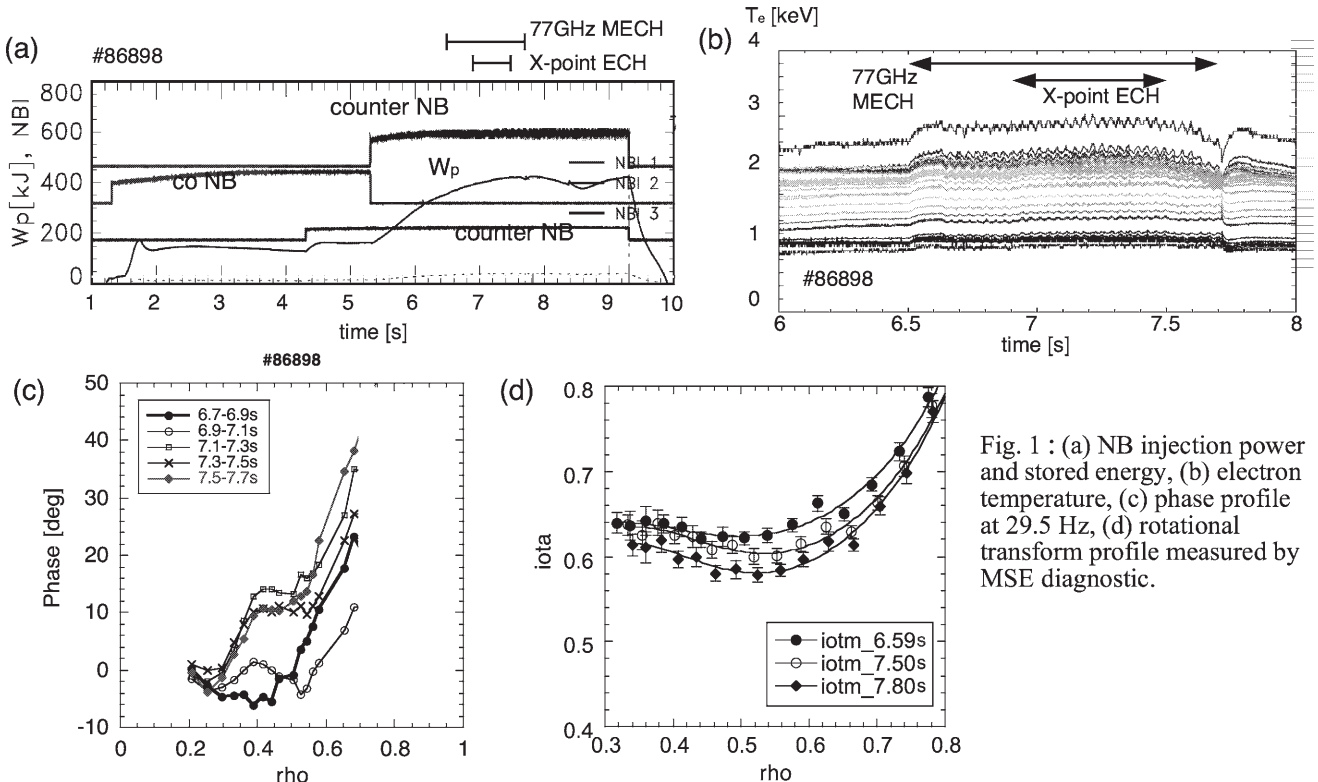 (a)
#86898
77GHz MECH
X-point ECH
Wp[kJ], NBI
800
600
400
200
0
counter NB
co NB
Wp
NBI 1
NBI 2
NBI 3
counter NB
1 2 3 4 5 6 7 8 9 10
time [s]
(b)
Te [keV]
4
3
2
1
0
77GHz
MECH
X-point ECH
#86898
6 6.5 7 7.5 8
time [s]
(c)
#86898
Phase [deg]
50
40
30
20
10
0
-10
6.7-6.9s
6.9-7.1s
7.1-7.3s
7.3-7.5s
7.5-7.7s
0 0.2 0.4 0.6 0.8 1
rho
(d)
iota
0.8
0.7
0.6
0.5
0.4
iotm_6.59s
iotm_7.50s
iotm_7.80s
0.3 0.4 0.5 0.6 0.7 0.8
rho
Fig. 1 : (a) NB injection power
and stored energy, (b) electron
temperature, (c) phase profile
at 29.5 Hz, (d) rotational
transform profile measured by
MSE diagnostic.